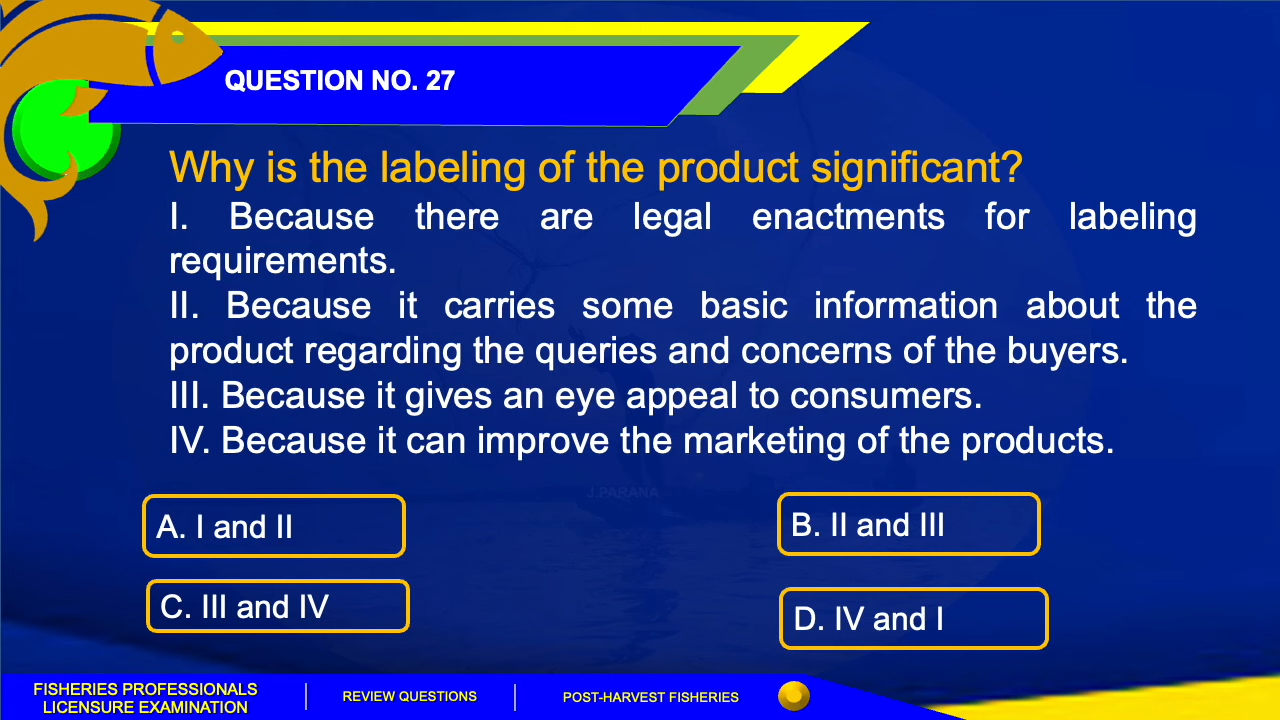 QUESTION NO. 27
Why is the labeling of the product significant?
I. Because there are legal enactments for labeling
requirements.
II. Because it carries some basic information about the
product regarding the queries and concerns of the buyers.
III. Because it gives an eye appeal to consumers.
IV. Because it can improve the marketing of the products.
J.PARANA
A. I and II
B. II and III
C. III and IV
D. IV and I
FISHERIES PROFESSIONALS
LICENSURE EXAMINATION
REVIEW QUESTIONS
POST-HARVEST FISHERIES